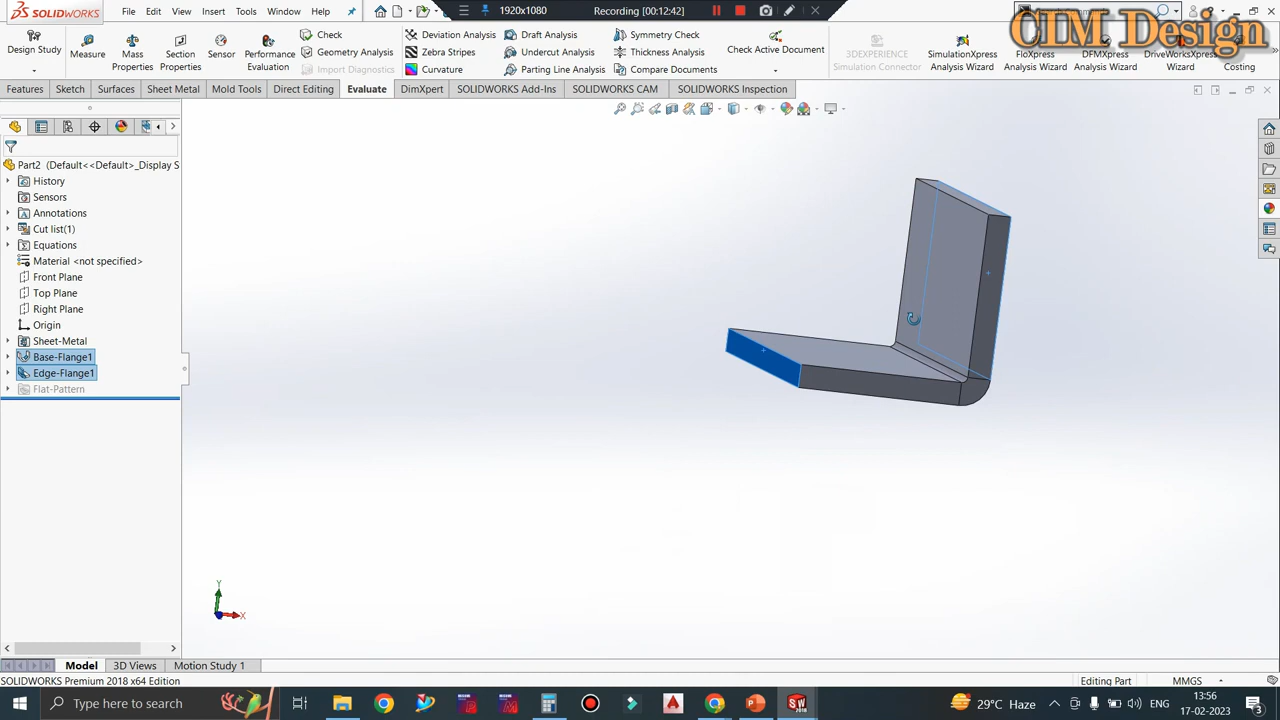 SOLIDWORKS File Edit View Insert Tools Window Help
1920x1080 Recording [00:12:42]
CIM Design
Design Study
Measure
Mass Properties
Section Properties
Sensor
Performance Evaluation
Check
Geometry Analysis
Import Diagnostics
Deviation Analysis
Zebra Stripes
Curvature
Draft Analysis
Undercut Analysis
Parting Line Analysis
Symmetry Check
Thickness Analysis
Compare Documents
Check Active Document
3DEXPERIENCE Simulation Connector
SimulationXpress Analysis Wizard
FloXpress Analysis Wizard
DFMXpress Analysis Wizard
DriveWorksXpress Wizard
Costing
Features Sketch Surfaces Sheet Metal Mold Tools Direct Editing Evaluate DimXpert SOLIDWORKS Add-Ins SOLIDWORKS CAM SOLIDWORKS Inspection
Part2 (Default<<Default>_Display S
History
Sensors
Annotations
Cut list(1)
Equations
Material <not specified>
Front Plane
Top Plane
Right Plane
Origin
Sheet-Metal
Base-Flange1
Edge-Flange1
Flat-Pattern
Y
X
Model 3D Views Motion Study 1
SOLIDWORKS Premium 2018 x64 Edition Editing Part MMGS
Type here to search
29°C Haze
ENG
13:56
17-02-2023
3